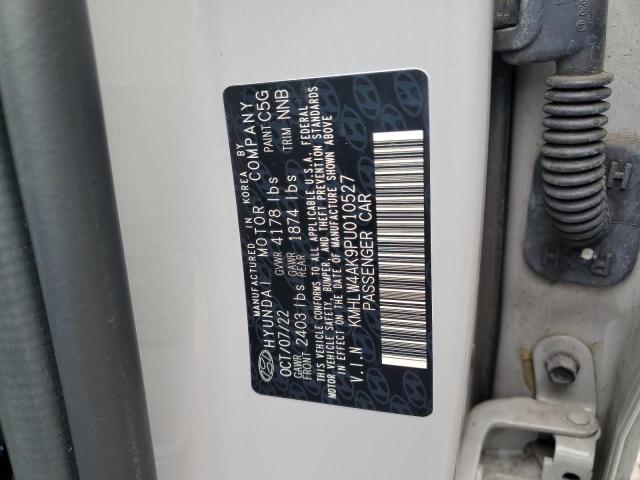 MANUFACTURED IN KOREA BY
HYUNDAI MOTOR COMPANY
OCT/07/22 GVWR 4178 lbs PAINT C5G
GAWR FRONT 2403 lbs GAWR REAR 1874 lbs TRIM NNB
THIS VEHICLE CONFORMS TO ALL APPLICABLE U.S.A. FEDERAL
MOTOR VEHICLE SAFETY, BUMPER, AND THEFT PREVENTION STANDARDS
IN EFFECT ON THE DATE OF MANUFACTURE SHOWN ABOVE
V.I.N KMHLW4AK9PU010527
PASSENGER CAR